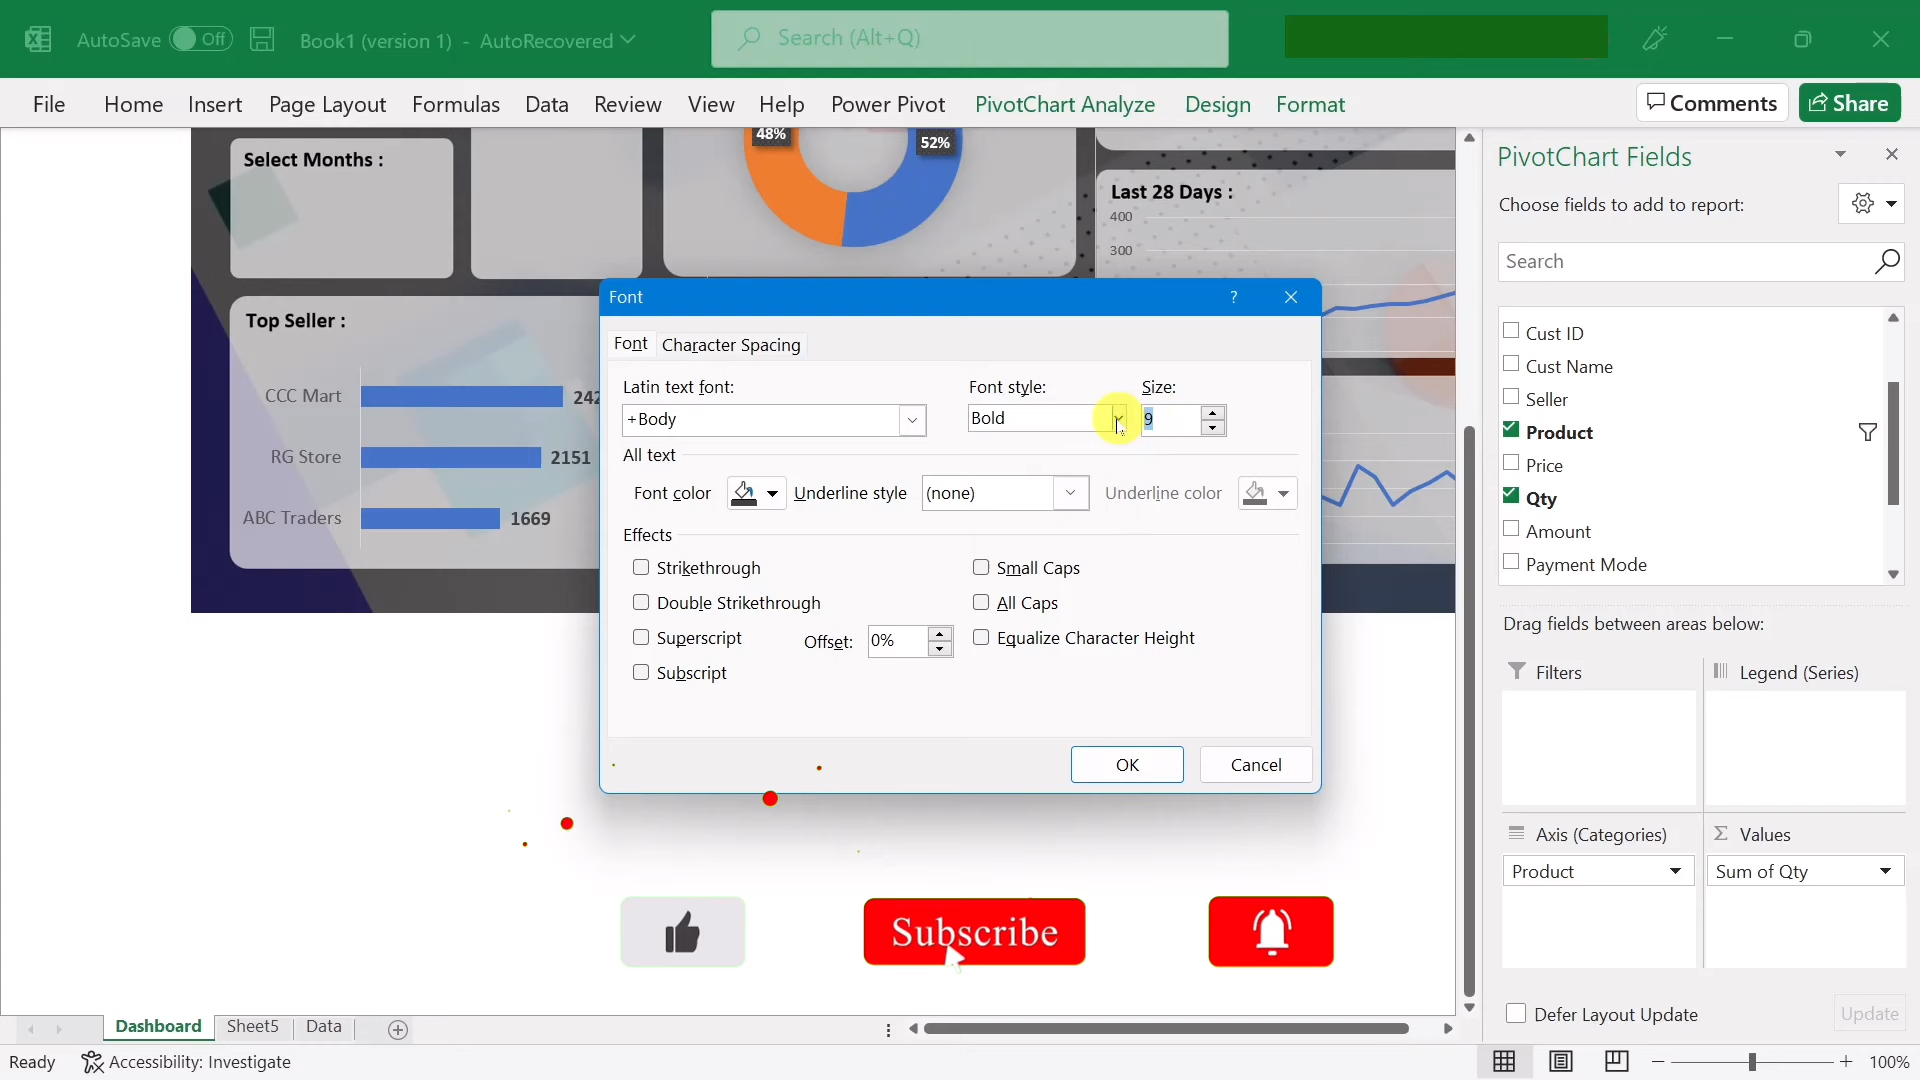 AutoSave Off Book1 (version 1) - AutoRecovered Search (Alt+Q)
File Home Insert Page Layout Formulas Data Review View Help Power Pivot PivotChart Analyze Design Format Comments Share
Select Months :
48%
52%
Last 28 Days :
400
300
Top Seller :
CCC Mart
RG Store 2151
ABC Traders 1669
Font ?
Font Character Spacing
Latin text font: Font style: Size:
+Body Bold 9
All text
Font color Underline style (none) Underline color
Effects
Strikethrough Small Caps
Double Strikethrough All Caps
Superscript Offset: 0% Equalize Character Height
Subscript
OK Cancel
Subscribe
PivotChart Fields
Choose fields to add to report:
Search
Cust ID
Cust Name
Seller
Product
Price
Qty
Amount
Payment Mode
Drag fields between areas below:
Filters Legend (Series)
Axis (Categories) Σ Values
Product Sum of Qty
Defer Layout Update Update
Dashboard Sheet5 Data
Ready Accessibility: Investigate 100%